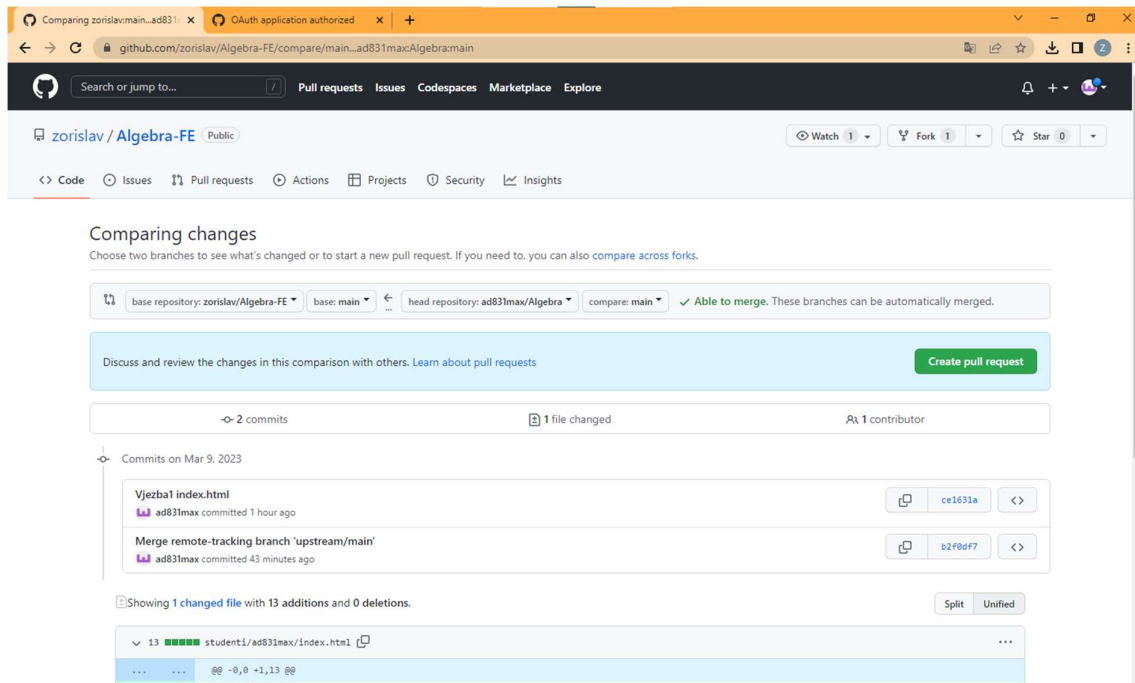 Comparing zorislav:main...ad831m
OAuth application authorized
github.com/zorislav/Algebra-FE/compare/main...ad831max:Algebra:main
Z
Search or jump to...
/
Pull requests Issues Codespaces Marketplace Explore
zorislav / Algebra-FE Public
Watch 1
Fork 1
Star 0
<> Code Issues Pull requests Actions Projects Security Insights
Comparing changes
Choose two branches to see what's changed or to start a new pull request. If you need to, you can also compare across forks.
base repository: zorislav/Algebra-FE base: main ← ... head repository: ad831max/Algebra compare: main ✓ Able to merge. These branches can be automatically merged.
Discuss and review the changes in this comparison with others. Learn about pull requests
Create pull request
2 commits
1 file changed
1 contributor
Commits on Mar 9, 2023
Vjezba1 index.html
ad831max committed 1 hour ago
ce1631a
<>
Merge remote-tracking branch 'upstream/main'
ad831max committed 43 minutes ago
b2f0df7
<>
Showing 1 changed file with 13 additions and 0 deletions.
Split Unified
13 studenti/ad831max/index.html
...
... ... @@ -0,0 +1,13 @@